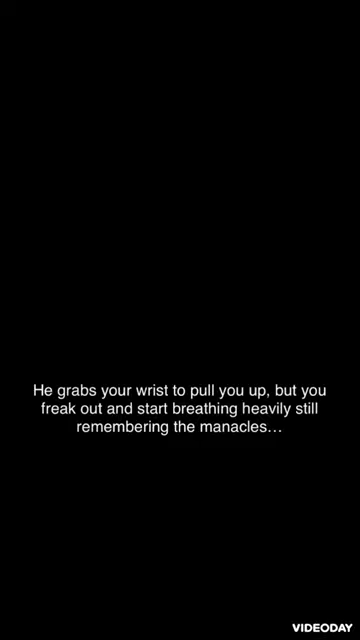 He grabs your wrist to pull you up, but you
freak out and start breathing heavily still
remembering the manacles…
VIDEODAY